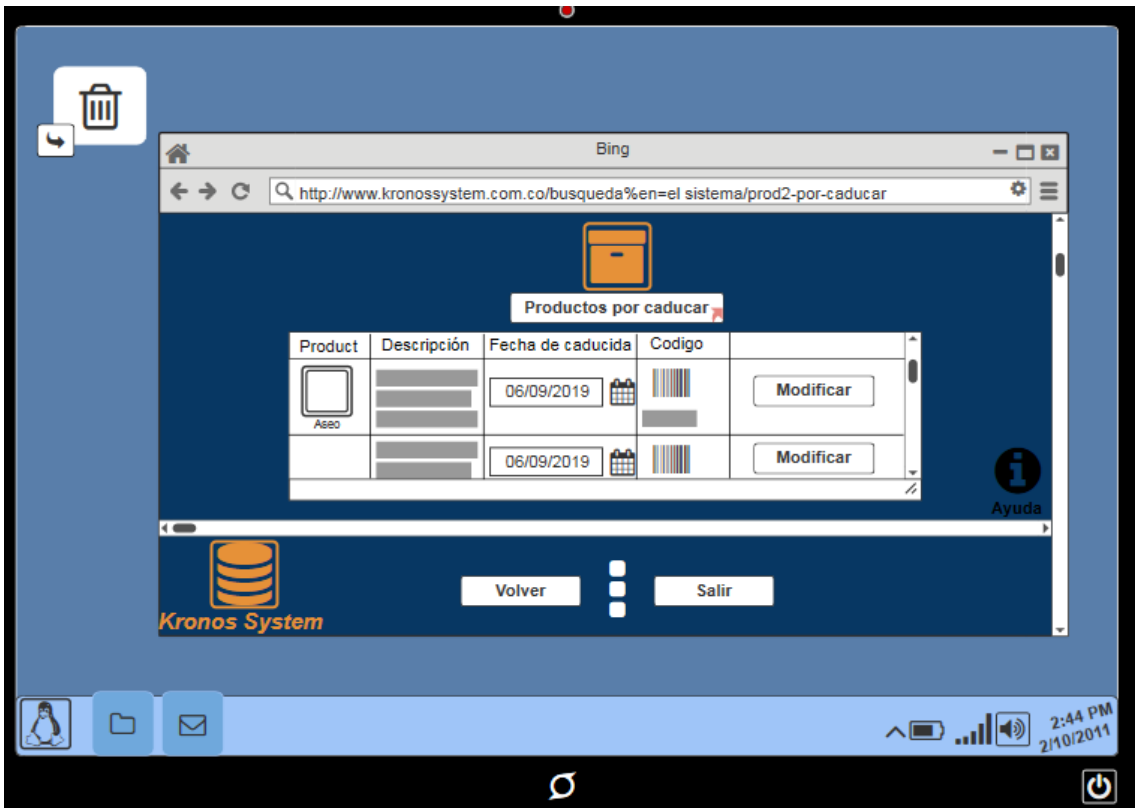 Bing
http://www.kronossystem.com.co/busqueda%en=el sistema/prod2-por-caducar
Productos por caducar
Product Descripción Fecha de caducida Codigo
06/09/2019 Modificar
Aseo
06/09/2019 Modificar
Ayuda
Volver Salir
Kronos System
2:44 PM
2/10/2011